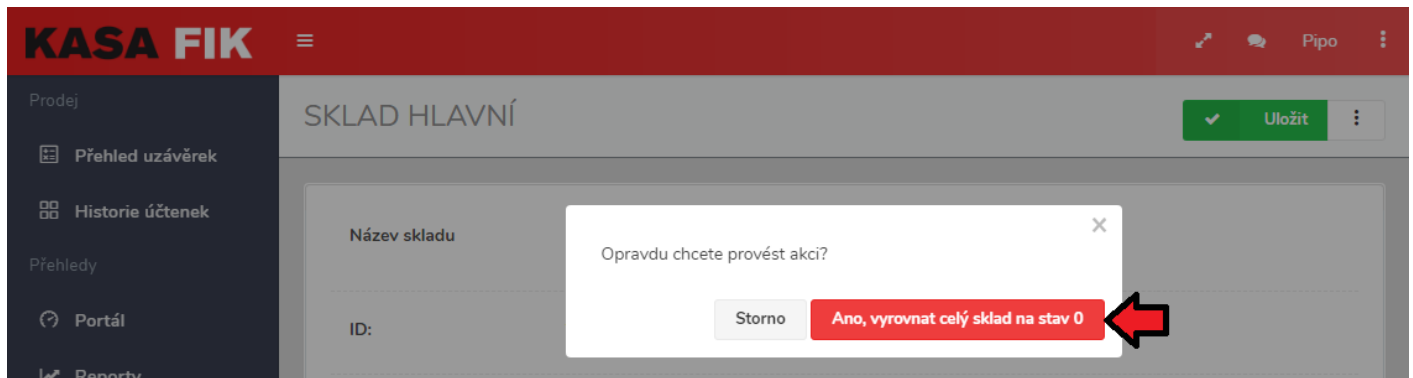 KASA FIK
Pipo
Prodej
SKLAD HLAVNÍ
Uložit
Přehled uzávěrek
Historie účtenek
Název skladu
Opravdu chcete provést akci?
Přehledy
Storno
Ano, vyrovnat celý sklad na stav 0
Portál
ID:
Reporty